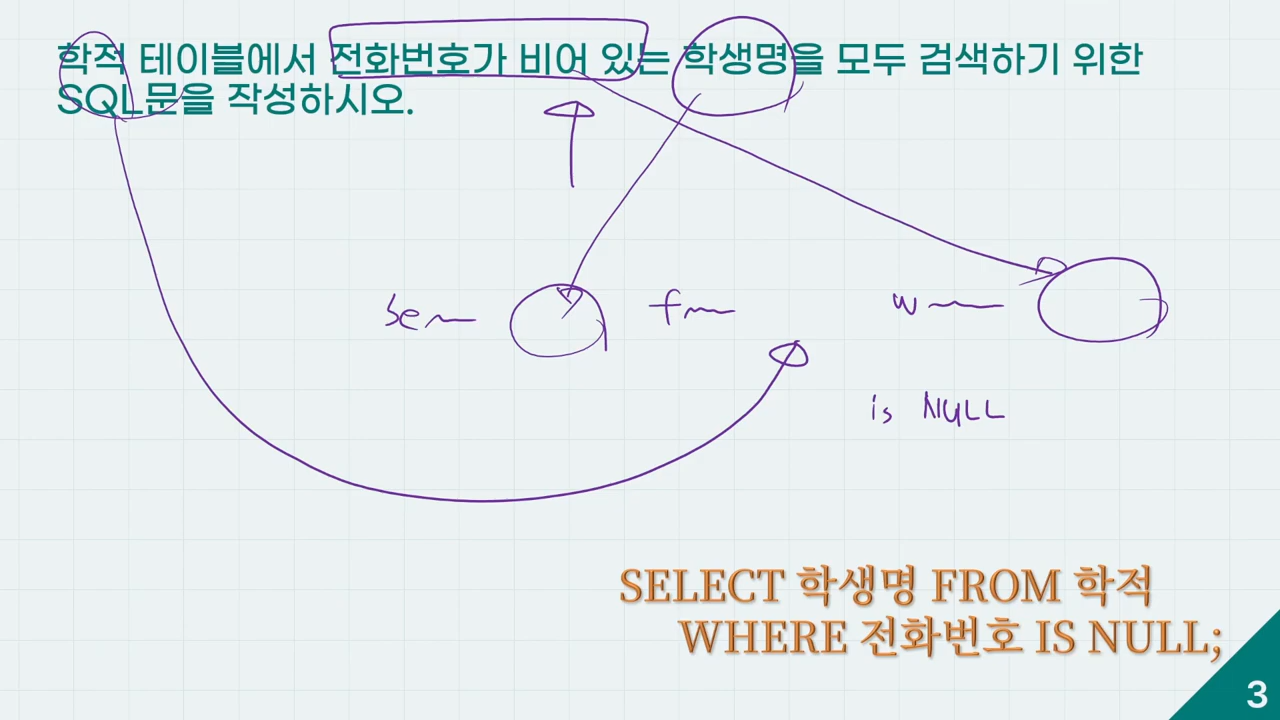 학적 테이블에서 전화번호가 비어 있는 학생명을 모두 검색하기 위한
SQL문을 작성하시오.
se f w
is NULL
SELECT 학생명 FROM 학적
WHERE 전화번호 IS NULL;
3